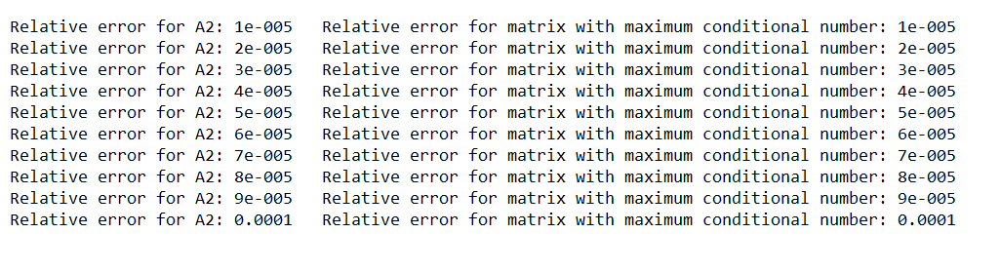 Relative error for A2: 1e-005   Relative error for matrix with maximum conditional number: 1e-005
Relative error for A2: 2e-005   Relative error for matrix with maximum conditional number: 2e-005
Relative error for A2: 3e-005   Relative error for matrix with maximum conditional number: 3e-005
Relative error for A2: 4e-005   Relative error for matrix with maximum conditional number: 4e-005
Relative error for A2: 5e-005   Relative error for matrix with maximum conditional number: 5e-005
Relative error for A2: 6e-005   Relative error for matrix with maximum conditional number: 6e-005
Relative error for A2: 7e-005   Relative error for matrix with maximum conditional number: 7e-005
Relative error for A2: 8e-005   Relative error for matrix with maximum conditional number: 8e-005
Relative error for A2: 9e-005   Relative error for matrix with maximum conditional number: 9e-005
Relative error for A2: 0.0001   Relative error for matrix with maximum conditional number: 0.0001